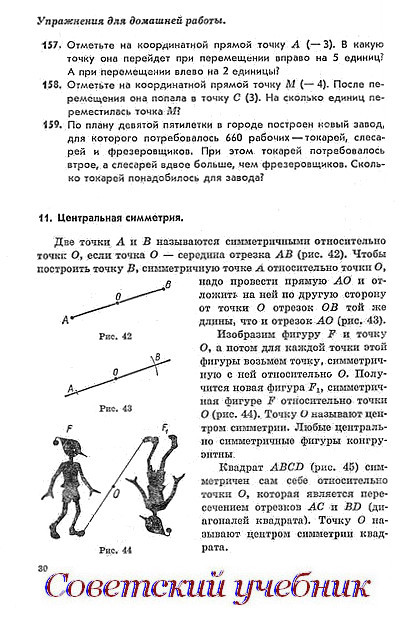 Упражнения для домашней работы.
157. Отметьте на координатной прямой точку A (—3). В какую
точку она перейдет при перемещении вправо на 5 единиц?
А при перемещении влево на 2 единицы?
158. Отметьте на координатной прямой точку M (—4). После пе-
ремещения она попала в точку C (3). На сколько единиц пе-
реместилась точка M?
159. По плану девятой пятилетки в городе построен новый завод,
для которого потребовалось 660 рабочих—токарей, слеса-
рей и фрезеровщиков. При этом токарей потребовалось
втрое, а слесарей вдвое больше, чем фрезеровщиков. Сколь-
ко токарей понадобилось для завода?
11. Центральная симметрия.
Две точки A и B называются симметричными относительно
точки O, если точка O — середина отрезка AB (рис. 42). Чтобы
построить точку B, симметричную точке A относительно точки O,
надо провести прямую AO и от-
ложить на ней по другую сторону
от точки O отрезок OB той же
длины, что и отрезок AO (рис. 43).
Изобразим фигуру F и точку
O, а потом для каждой точки этой
фигуры возьмем точку, симметрич-
ную с ней относительно O. Полу-
чится новая фигура F₁, симметрич-
ная фигуре F относительно точки
O (рис. 44). Точку O называют цен-
тром симметрии. Любые централь-
но симметричные фигуры конгру-
энтны.
Квадрат ABCD (рис. 45) сим-
метричен сам себе относительно
точки O, которая является пере-
сечением отрезков AC и BD (ди-
агоналей квадрата). Точку O на-
зывают центром симметрии квад-
рата.
A
O
B
Рис. 42
A
O
B
Рис. 43
F
F₁
O
Рис. 44
30
Советский учебник